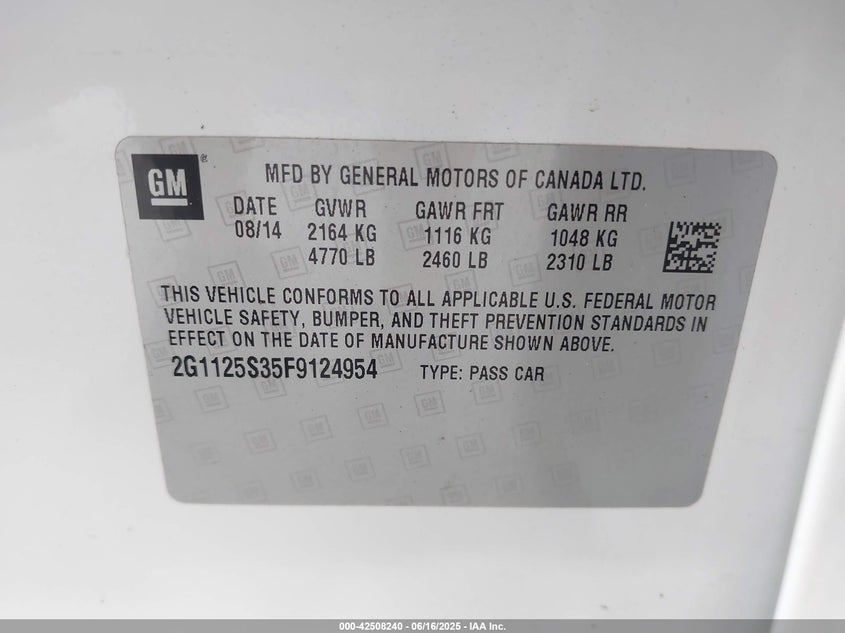 GM®
MFD BY GENERAL MOTORS OF CANADA LTD.
DATE GVWR GAWR FRT GAWR RR
08/14 2164 KG 1116 KG 1048 KG
4770 LB 2460 LB 2310 LB
THIS VEHICLE CONFORMS TO ALL APPLICABLE U.S. FEDERAL MOTOR
VEHICLE SAFETY, BUMPER, AND THEFT PREVENTION STANDARDS IN
EFFECT ON THE DATE OF MANUFACTURE SHOWN ABOVE.
2G1125S35F9124954 TYPE: PASS CAR
000-42508240 - 06/16/2025 - IAA Inc.